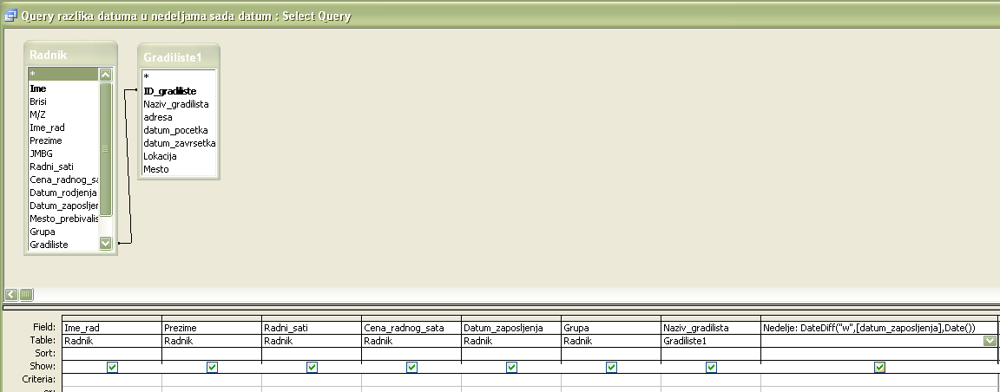 Query razlika datuma u nedeljama sada datum : Select Query
Radnik
*
Ime
Brisi
M/Z
Ime_rad
Prezime
JMBG
Radni_sati
Cena_radnog_sa
Datum_rodjenja
Datum_zaposljer
Mesto_prebivalis
Grupa
Gradiliste
Gradiliste1
*
ID_gradiliste
Naziv_gradilista
adresa
datum_pocetka
datum_zavrsetka
Lokacija
Mesto
Field: Ime_rad Prezime Radni_sati Cena_radnog_sata Datum_zaposljenja Grupa Naziv_gradilista Nedelje: DateDiff("w",[datum_zaposljenja],Date())
Table: Radnik Radnik Radnik Radnik Radnik Radnik Gradiliste1
Sort:
Show:
Criteria:
or: